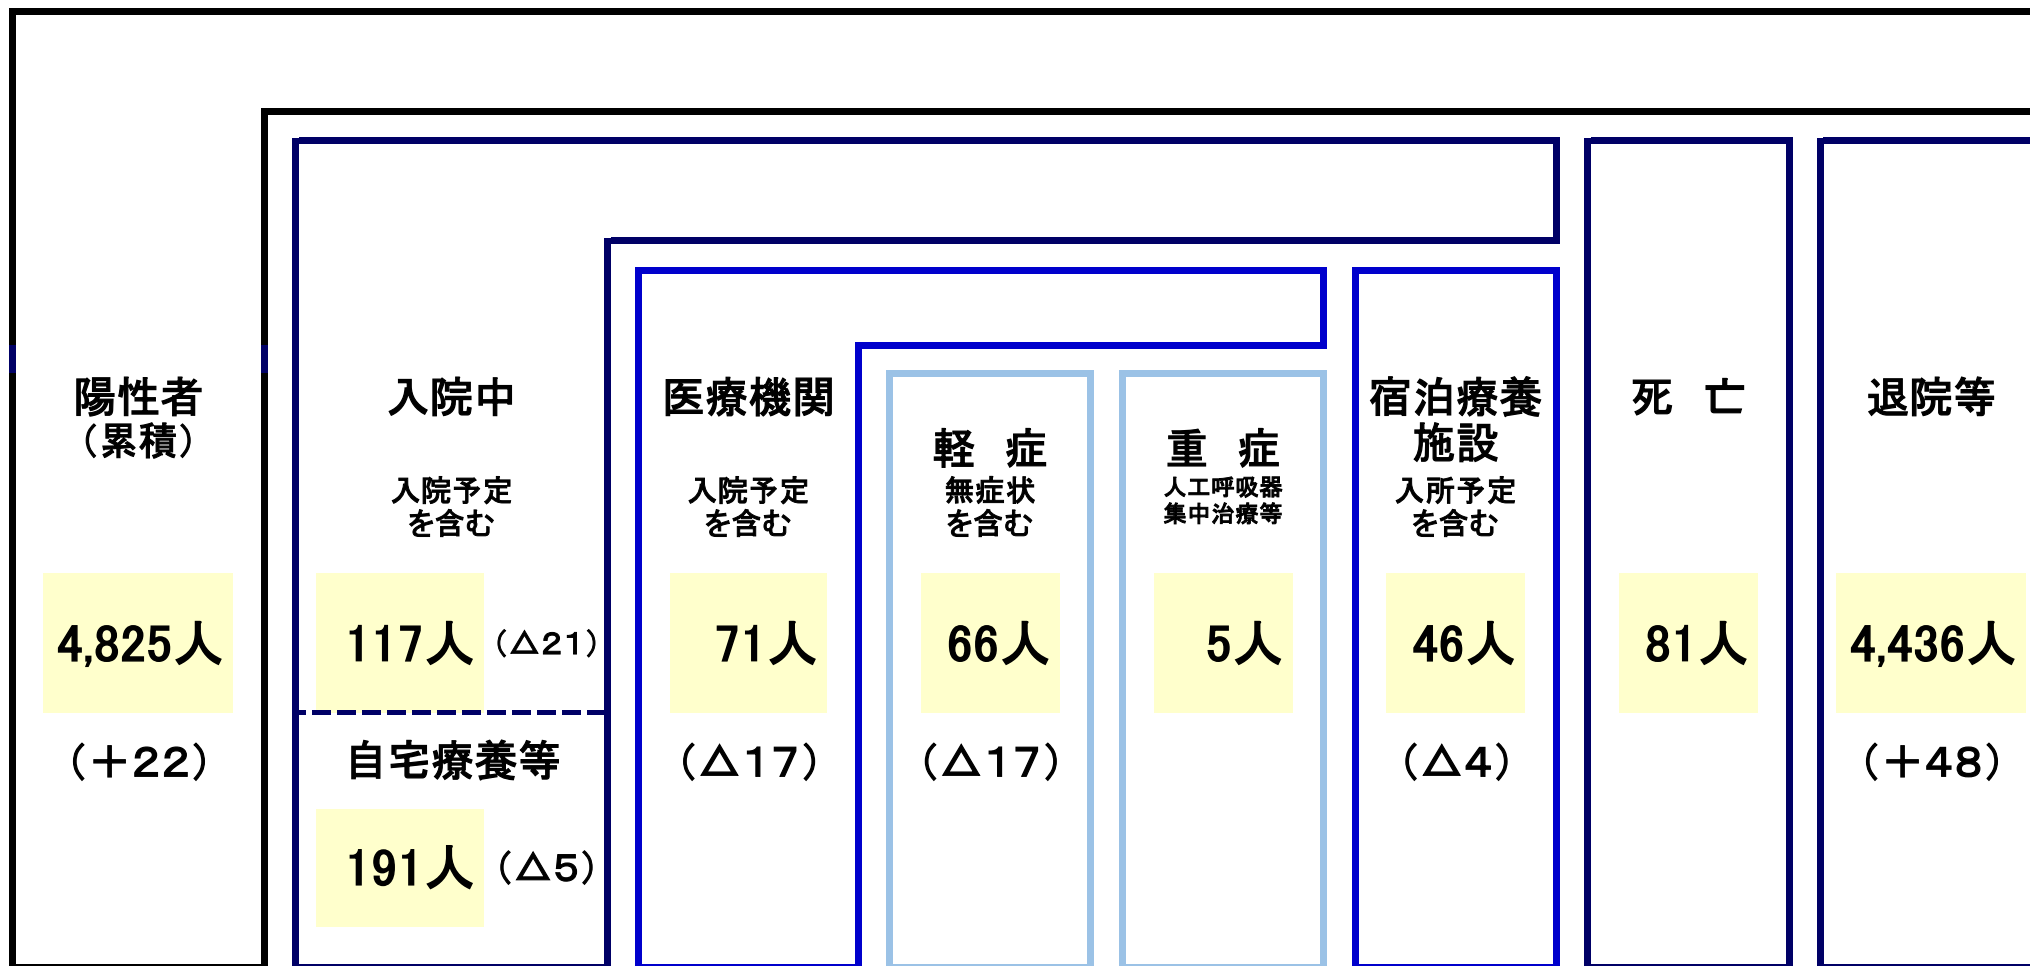 陽性者
（累積）
4,825人
（＋22）
入院中
入院予定
を含む
117人 （△21）
自宅療養等
191人 （△5）
医療機関
入院予定
を含む
71人
（△17）
軽 症
無症状
を含む
66人
（△17）
重 症
人工呼吸器
集中治療等
5人
宿泊療養
施設
入所予定
を含む
46人
（△4）
死 亡
81人
退院等
4,436人
（＋48）